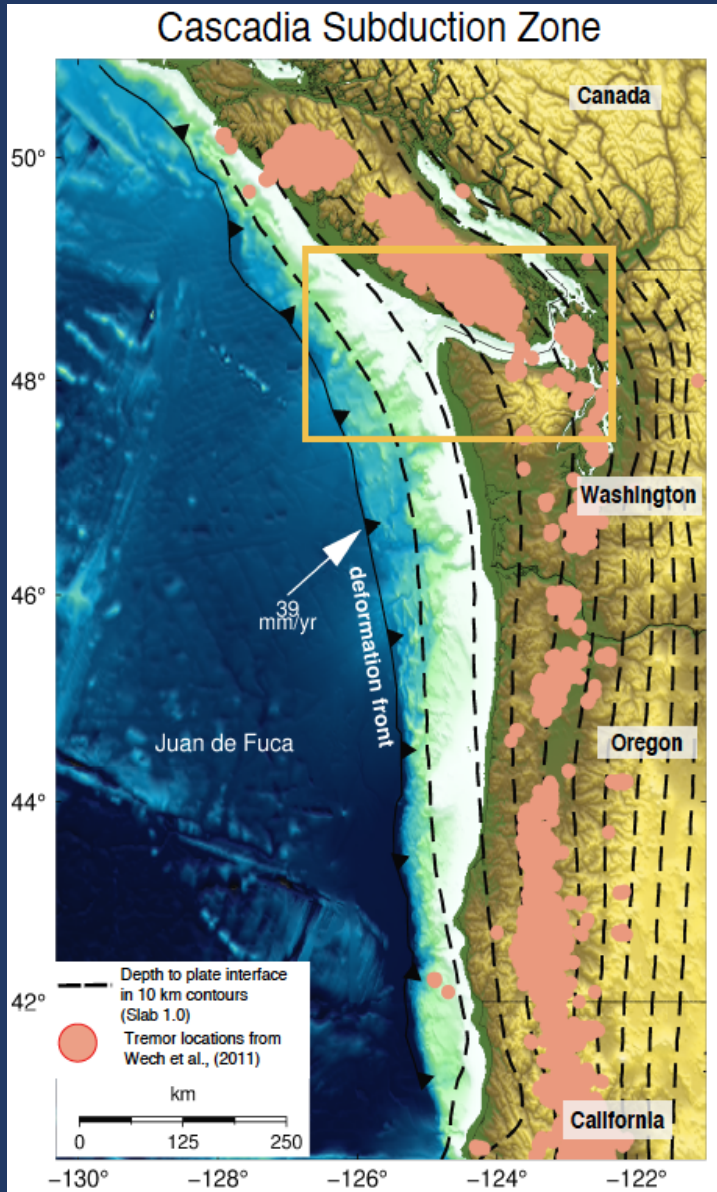 Cascadia Subduction Zone
Canada
50°
48°
Washington
46°
39
mm/yr
deformation front
Juan de Fuca
Oregon
44°
Depth to plate interface
in 10 km contours
(Slab 1.0)
42°
Tremor locations from
Wech et al., (2011)
km
0 125 250
California
−130° −128° −126° −124° −122°